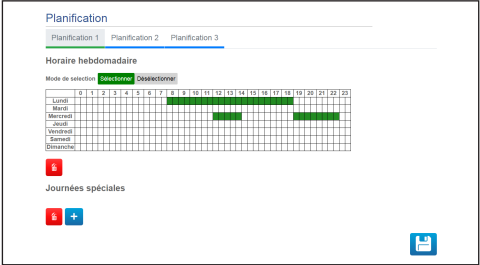 Planification
Planification 1 Planification 2 Planification 3
Horaire hebdomadaire
Mode de selection Sélectionner Désélectionner
0 1 2 3 4 5 6 7 8 9 10 11 12 13 14 15 16 17 18 19 20 21 22 23
Lundi
Mardi
Mercredi
Jeudi
Vendredi
Samedi
Dimanche
Journées spéciales